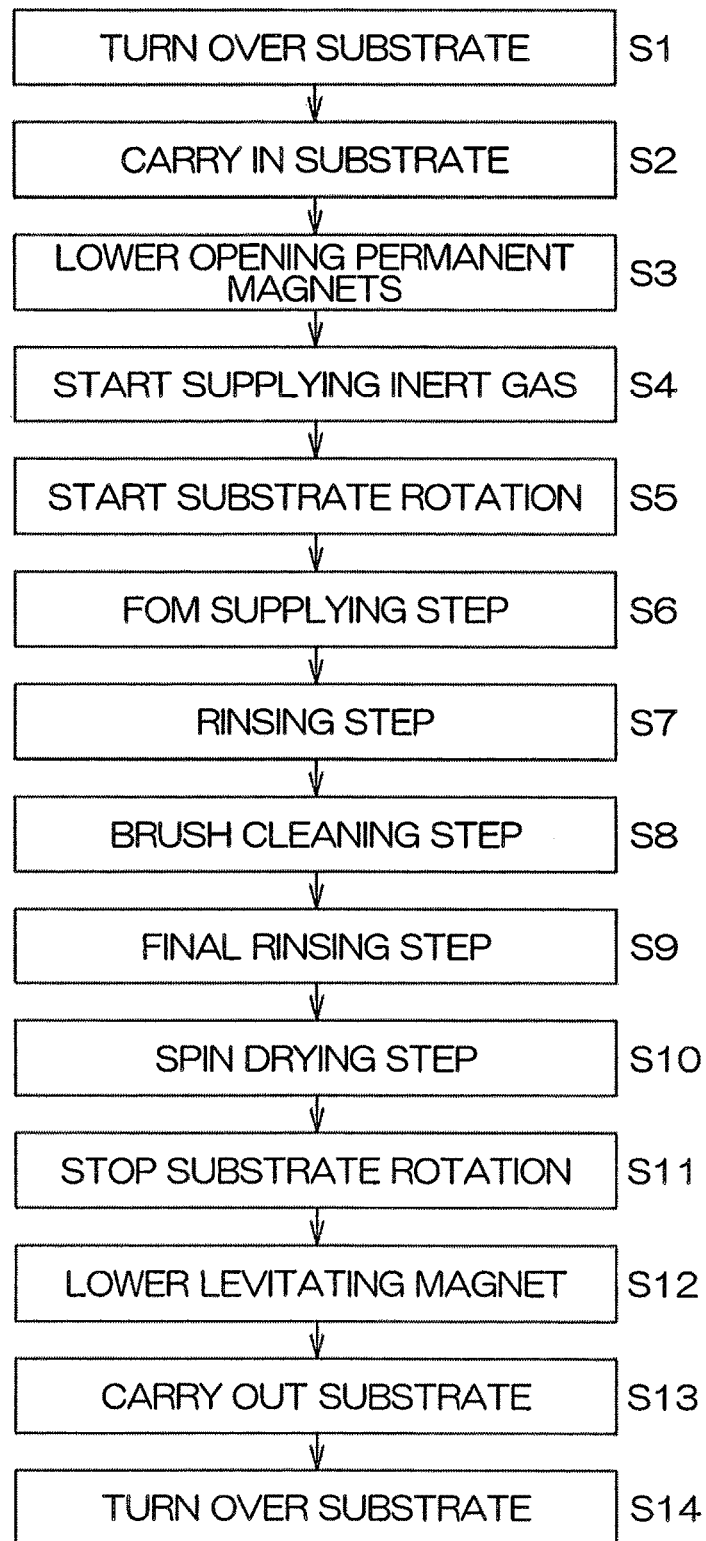 TURN OVER SUBSTRATE S1
CARRY IN SUBSTRATE S2
LOWER OPENING PERMANENT
MAGNETS S3
START SUPPLYING INERT GAS S4
START SUBSTRATE ROTATION S5
FOM SUPPLYING STEP S6
RINSING STEP S7
BRUSH CLEANING STEP S8
FINAL RINSING STEP S9
SPIN DRYING STEP S10
STOP SUBSTRATE ROTATION S11
LOWER LEVITATING MAGNET S12
CARRY OUT SUBSTRATE S13
TURN OVER SUBSTRATE S14